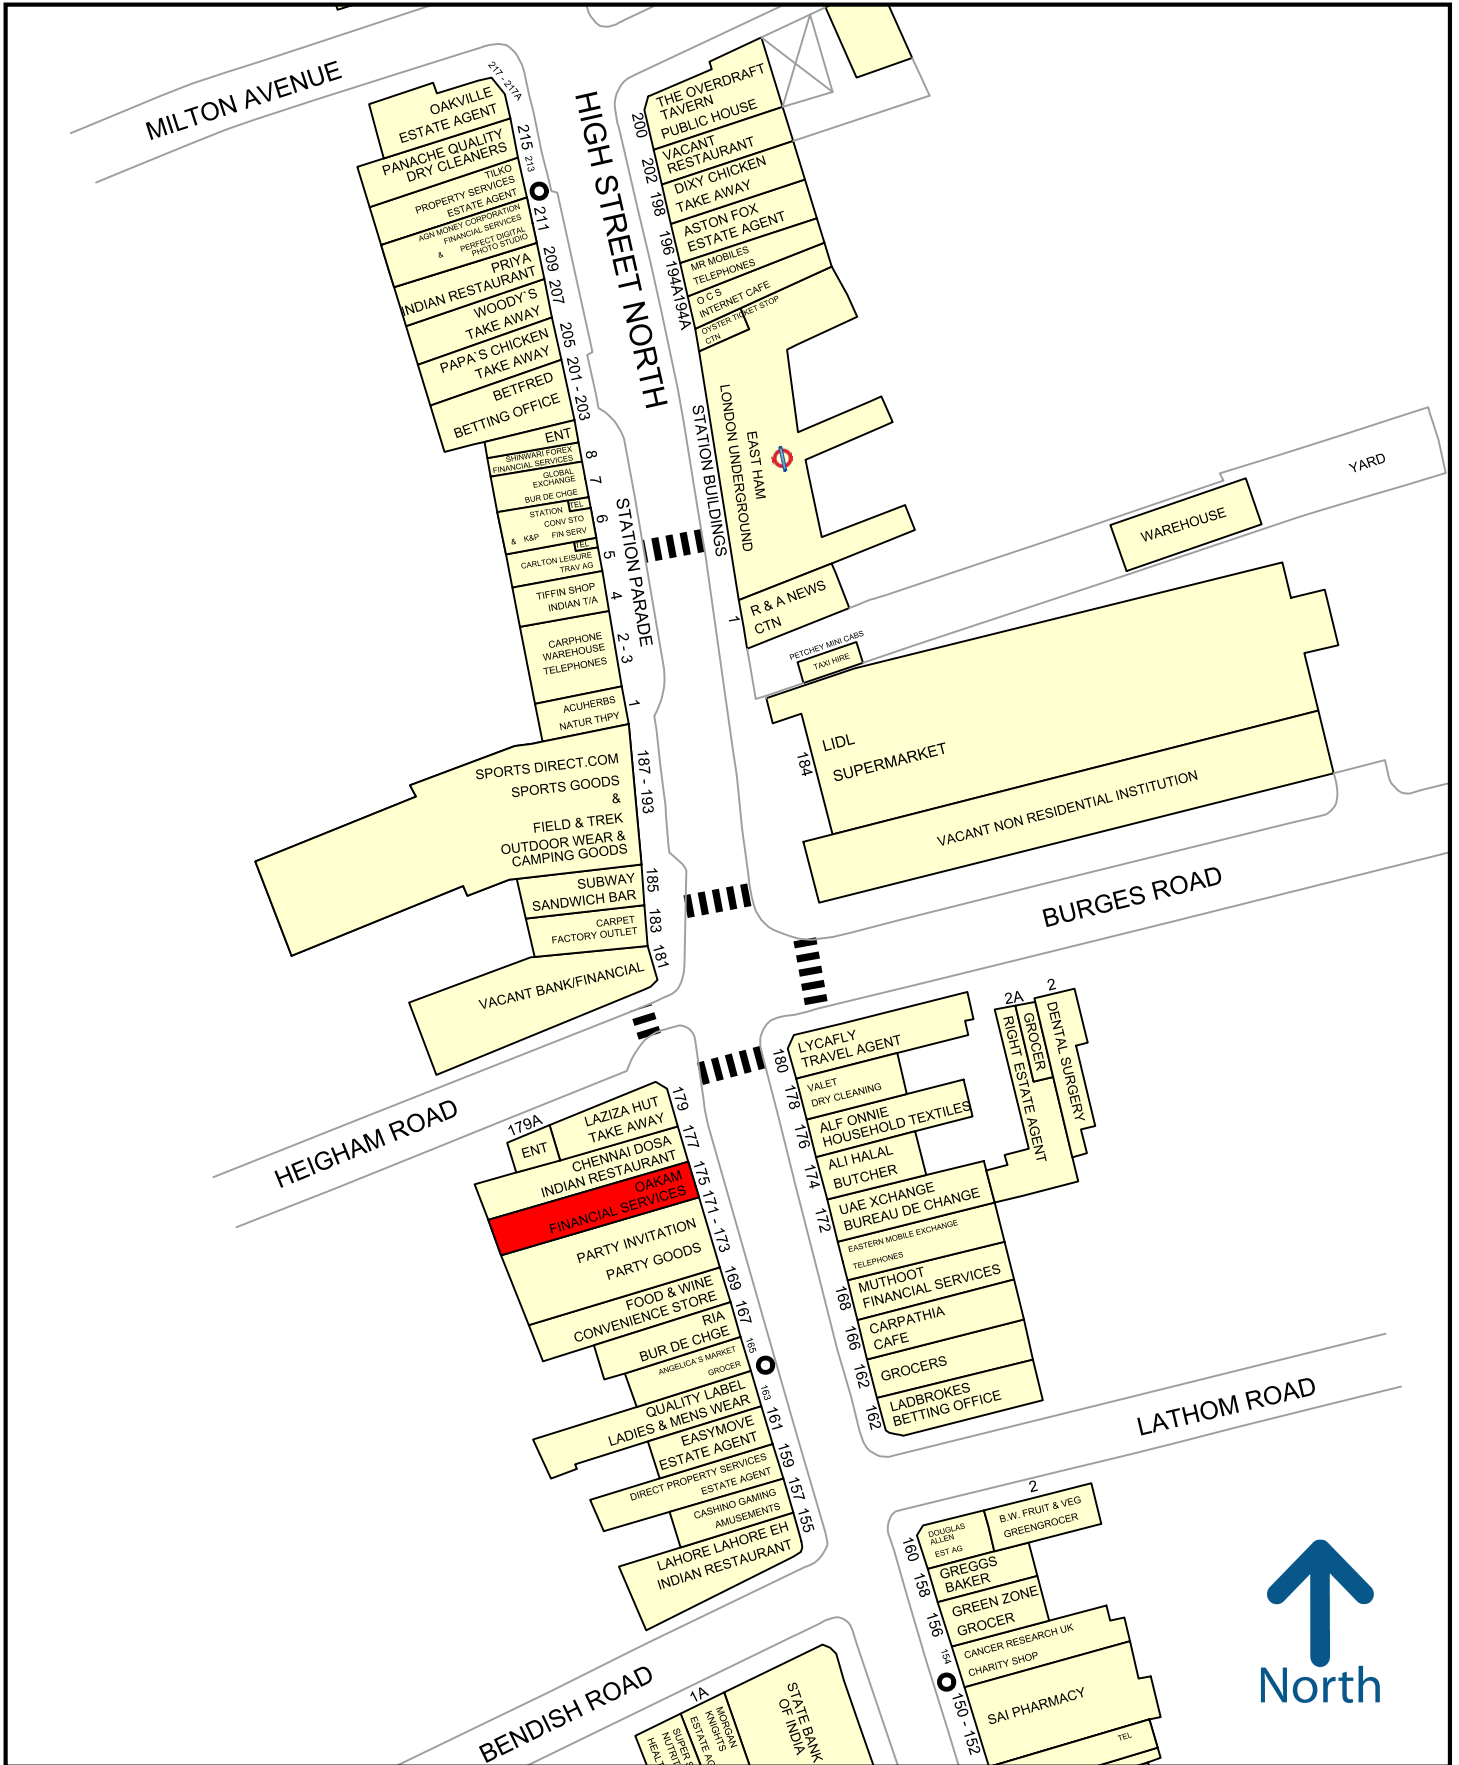 MILTON AVENUE
HIGH STREET NORTH
217 - 217A
OAKVILLE
ESTATE AGENT
215
PANACHE QUALITY
DRY CLEANERS
213
TILKO
PROPERTY SERVICES
ESTATE AGENT
211
AGN MONEY CORPORATION
FINANCIAL SERVICES
& PERFECT DIGITAL
PHOTO STUDIO
209
PRIYA
INDIAN RESTAURANT
207
WOODY`S
TAKE AWAY
205
PAPA`S CHICKEN
TAKE AWAY
201 - 203
BETFRED
BETTING OFFICE
ENT
8
SHINWARI FOREX
FINANCIAL SERVICES
7
GLOBAL
EXCHANGE
BUR DE CHGE
6
STATION
TEL
CONV STO
& K&P FIN SERV
TEL
5
CARLTON LEISURE
TRAV AG
4
TIFFIN SHOP
INDIAN T/A
2 - 3
CARPHONE
WAREHOUSE
TELEPHONES
1
ACUHERBS
NATUR THPY
STATION PARADE
187 - 193
SPORTS DIRECT.COM
SPORTS GOODS
&
FIELD & TREK
OUTDOOR WEAR &
CAMPING GOODS
185
SUBWAY
SANDWICH BAR
183
CARPET
FACTORY OUTLET
181
VACANT BANK/FINANCIAL
200
THE OVERDRAFT
TAVERN
PUBLIC HOUSE
202
VACANT
RESTAURANT
198
DIXY CHICKEN
TAKE AWAY
196
ASTON FOX
ESTATE AGENT
194A
MR MOBILES
TELEPHONES
194A
O C S
INTERNET CAFE
OYSTER TICKET STOP
CTN
STATION BUILDINGS
LONDON UNDERGROUND
EAST HAM
1
R & A NEWS
CTN
PETCHEY MINI CABS
TAXI HIRE
YARD
WAREHOUSE
184
LIDL
SUPERMARKET
VACANT NON RESIDENTIAL INSTITUTION
BURGES ROAD
HEIGHAM ROAD
179A
ENT
179
LAZIZA HUT
TAKE AWAY
177
CHENNAI DOSA
INDIAN RESTAURANT
175
OAKAM
FINANCIAL SERVICES
171 - 173
PARTY INVITATION
PARTY GOODS
169
FOOD & WINE
CONVENIENCE STORE
167
RIA
BUR DE CHGE
165
ANGELICA`S MARKET
GROCER
163
QUALITY LABEL
LADIES & MENS WEAR
161
EASYMOVE
ESTATE AGENT
159
DIRECT PROPERTY SERVICES
ESTATE AGENT
157
CASHINO GAMING
AMUSEMENTS
155
LAHORE LAHORE EH
INDIAN RESTAURANT
180
LYCAFLY
TRAVEL AGENT
178
VALET
DRY CLEANING
176
ALF ONNIE
HOUSEHOLD TEXTILES
174
ALI HALAL
BUTCHER
172
UAE XCHANGE
BUREAU DE CHANGE
EASTERN MOBILE EXCHANGE
TELEPHONES
168
MUTHOOT
FINANCIAL SERVICES
166
CARPATHIA
CAFE
162
GROCERS
162
LADBROKES
BETTING OFFICE
2A
RIGHT ESTATE AGENT
GROCER
2
DENTAL SURGERY
LATHOM ROAD
2
160
DOUGLAS
ALLEN
EST AG
B.W. FRUIT & VEG
GREENGROCER
158
GREGGS
BAKER
156
GREEN ZONE
GROCER
154
CANCER RESEARCH UK
CHARITY SHOP
150 - 152
SAI PHARMACY
TEL
BENDISH ROAD
1A
STATE BANK
OF INDIA
MORGAN
KNIGHTS
ESTATE AG
SUPER
NUTRIT
HEALT
North